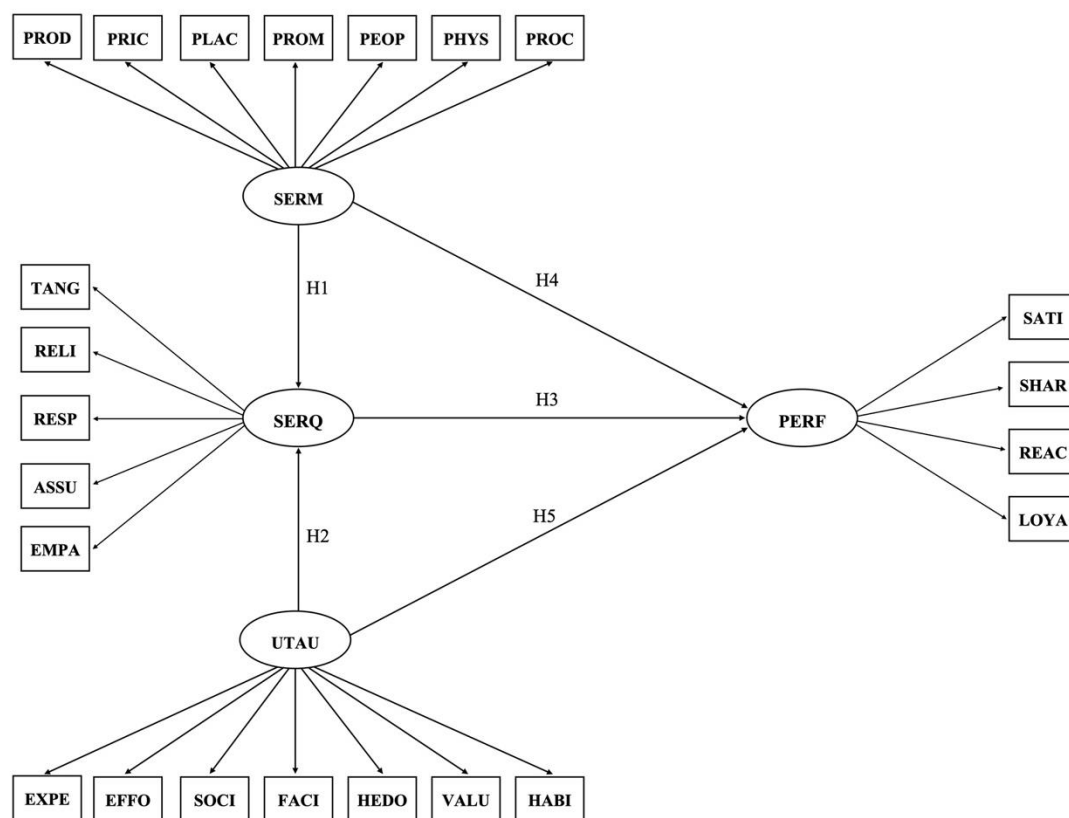 PROD PRIC PLAC PROM PEOP PHYS PROC
SERM
H1
H4
TANG
RELI
RESP
ASSU
EMPA
SERQ
H3
PERF
SATI
SHAR
REAC
LOYA
H2
H5
UTAU
EXPE EFFO SOCI FACI HEDO VALU HABI